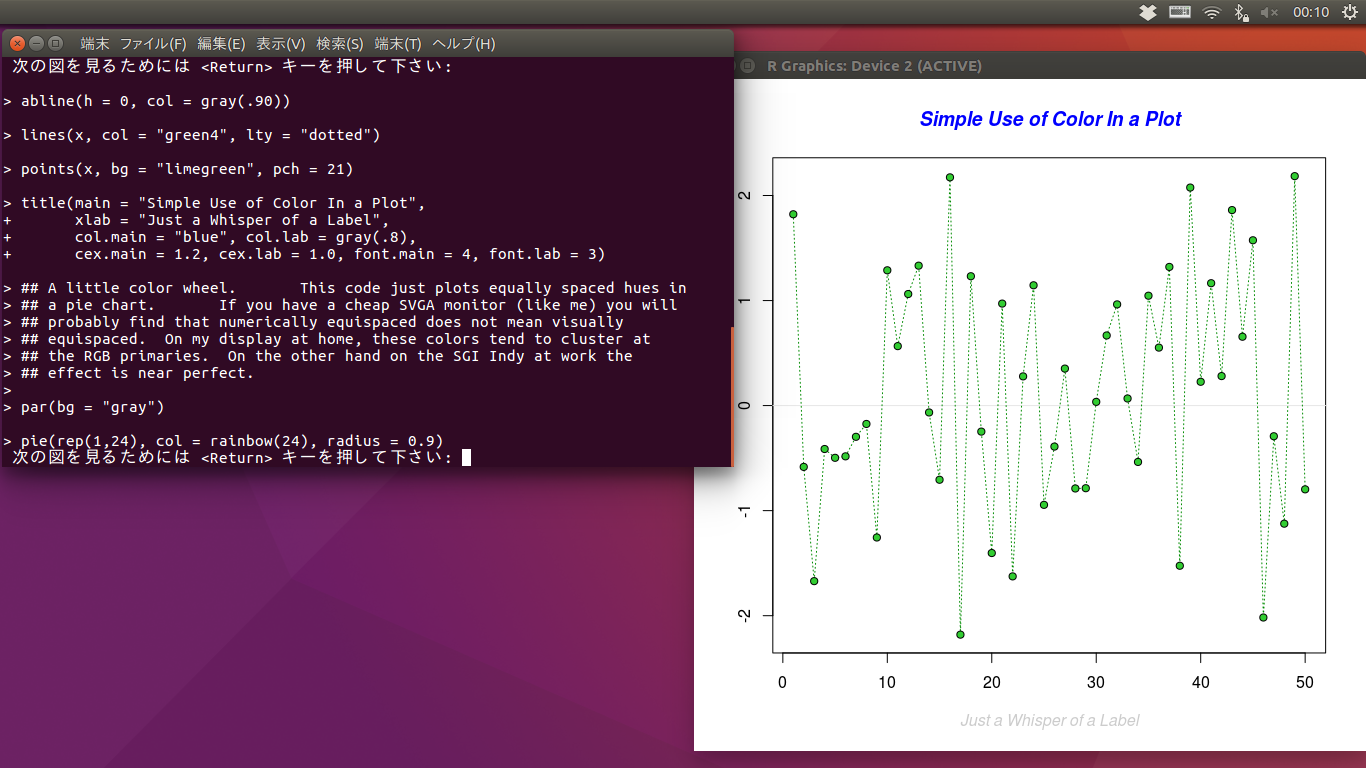 00:10
端末 ファイル(F) 編集(E) 表示(V) 検索(S) 端末(T) ヘルプ(H)
次の図を見るためには <Return> キーを押して下さい:
> abline(h = 0, col = gray(.90))
> lines(x, col = "green4", lty = "dotted")
> points(x, bg = "limegreen", pch = 21)
> title(main = "Simple Use of Color In a Plot",
+       xlab = "Just a Whisper of a Label",
+       col.main = "blue", col.lab = gray(.8),
+       cex.main = 1.2, cex.lab = 1.0, font.main = 4, font.lab = 3)
> ## A little color wheel.       This code just plots equally spaced hues in
> ## a pie chart.       If you have a cheap SVGA monitor (like me) you will
> ## probably find that numerically equispaced does not mean visually
> ## equispaced.  On my display at home, these colors tend to cluster at
> ## the RGB primaries.  On the other hand on the SGI Indy at work the
> ## effect is near perfect.
>
> par(bg = "gray")
> pie(rep(1,24), col = rainbow(24), radius = 0.9)
次の図を見るためには <Return> キーを押して下さい:
R Graphics: Device 2 (ACTIVE)
Simple Use of Color In a Plot
2
1
0
-1
-2
0 10 20 30 40 50
Just a Whisper of a Label